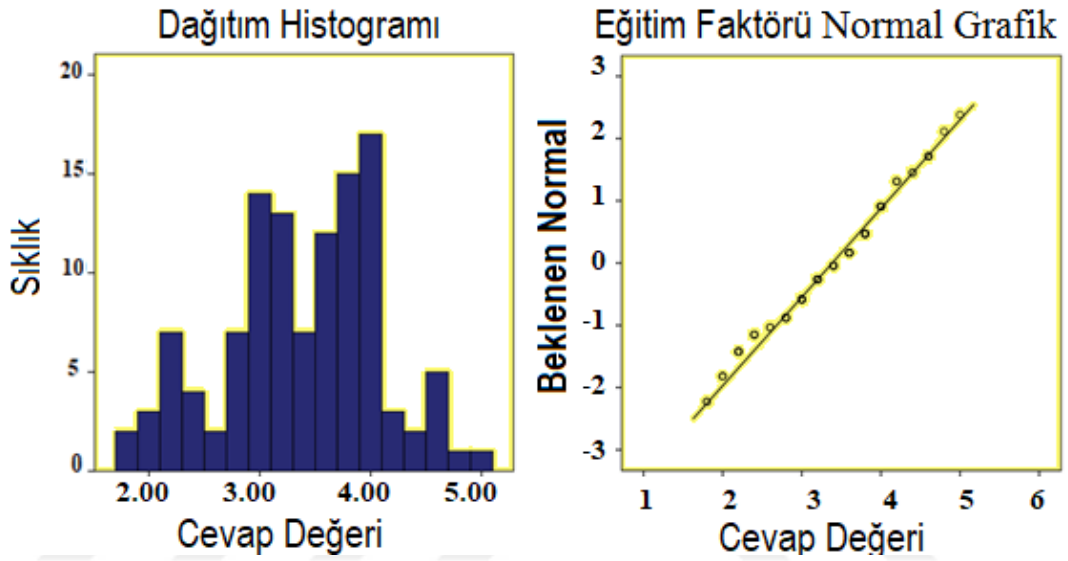 Dağıtım Histogramı
Sıklık
20
15
10
5
0
2.00 3.00 4.00 5.00
Cevap Değeri
Eğitim Faktörü Normal Grafik
Beklenen Normal
3
2
1
0
-1
-2
-3
1 2 3 4 5 6
Cevap Değeri